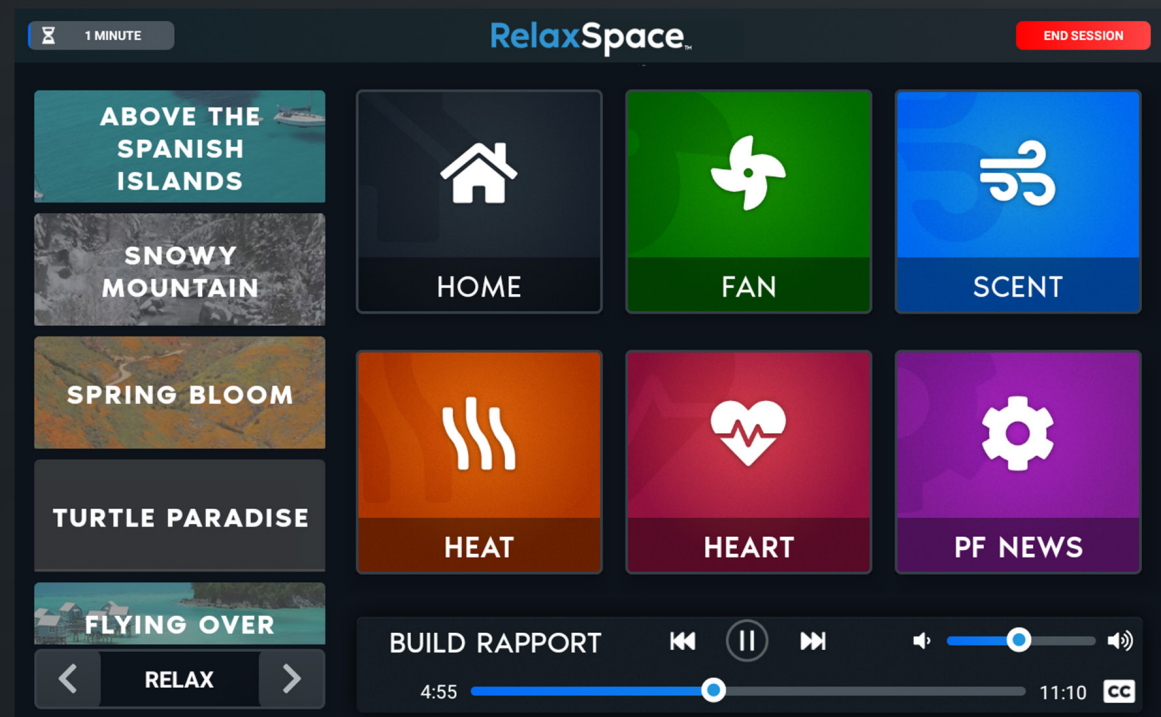 1 MINUTE
RelaxSpace™
END SESSION
ABOVE THE
SPANISH
ISLANDS
SNOWY
MOUNTAIN
SPRING BLOOM
TURTLE PARADISE
FLYING OVER
RELAX
HOME
FAN
SCENT
HEAT
HEART
PF NEWS
BUILD RAPPORT
4:55
11:10
CC